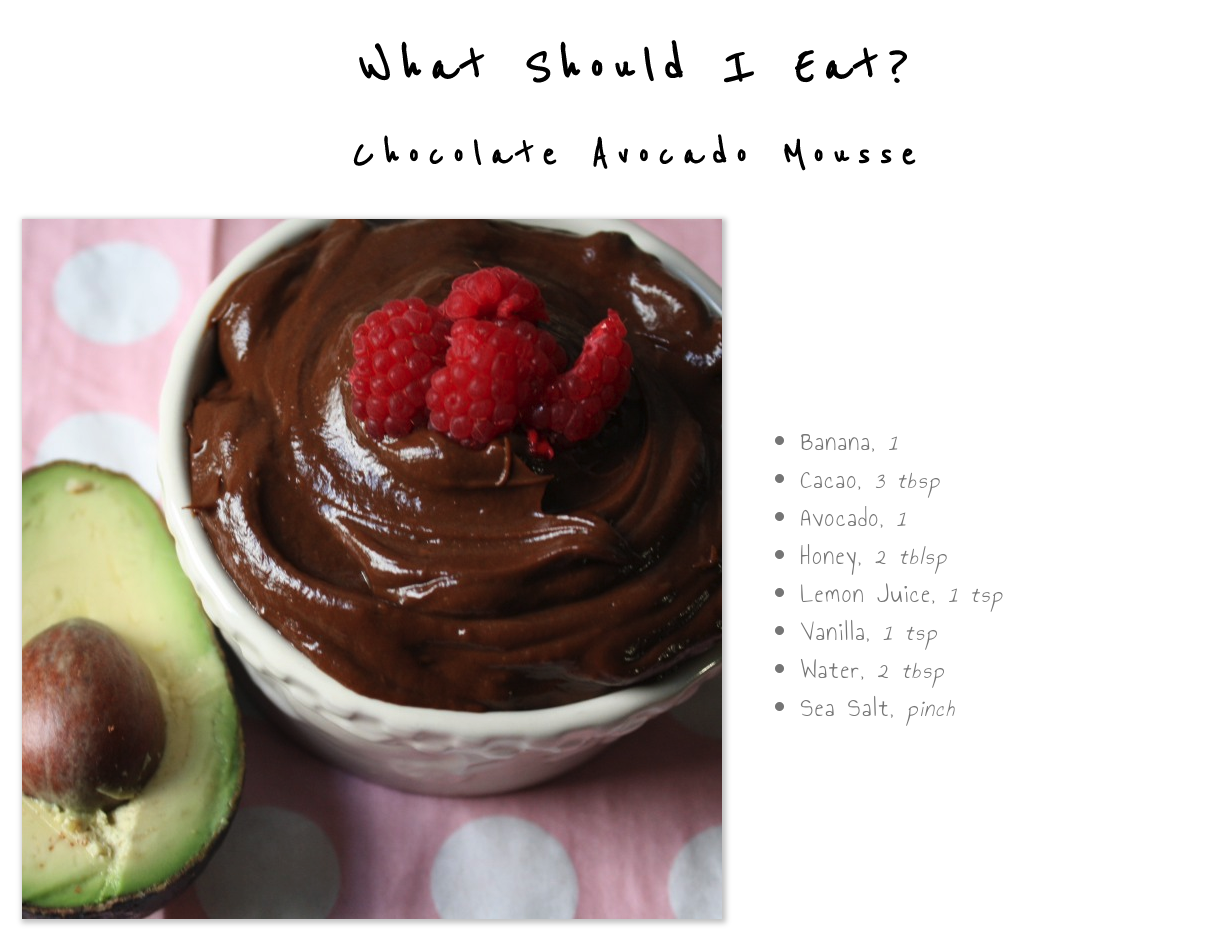 What Should I Eat?
Chocolate Avocado Mousse
Banana, 1
Cacao, 3 tbsp
Avocado, 1
Honey, 2 tblsp
Lemon Juice, 1 tsp
Vanilla, 1 tsp
Water, 2 tbsp
Sea Salt, pinch